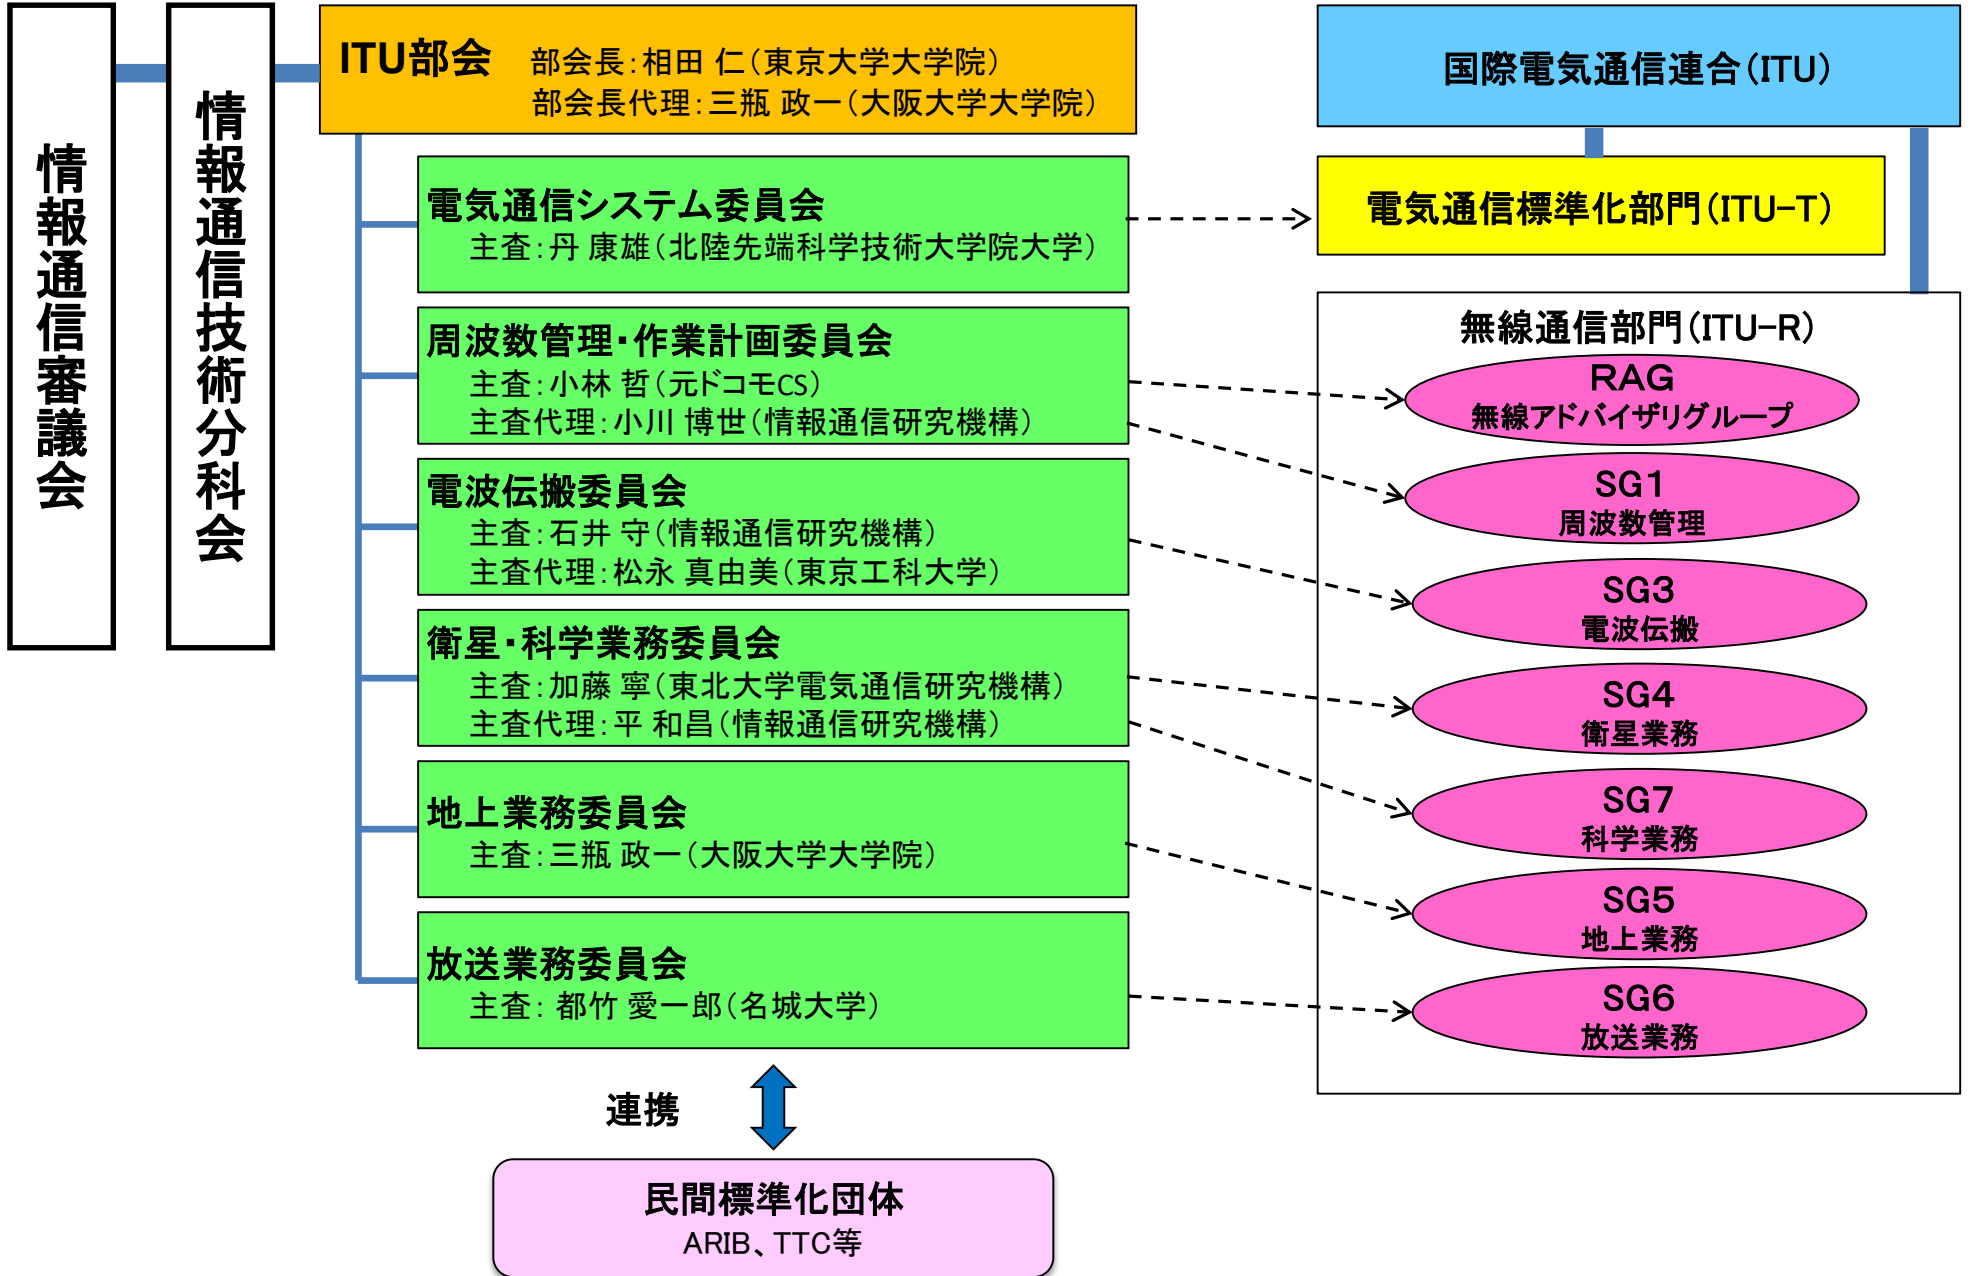 情報通信審議会
情報通信技術分科会
ITU部会 部会長：相田 仁（東京大学大学院）
部会長代理：三瓶 政一（大阪大学大学院）
電気通信システム委員会
主査：丹 康雄（北陸先端科学技術大学院大学）
周波数管理・作業計画委員会
主査：小林 哲（元ドコモCS）
主査代理：小川 博世（情報通信研究機構）
電波伝搬委員会
主査：石井 守（情報通信研究機構）
主査代理：松永 真由美（東京工科大学）
衛星・科学業務委員会
主査：加藤 寧（東北大学電気通信研究機構）
主査代理：平 和昌（情報通信研究機構）
地上業務委員会
主査：三瓶 政一（大阪大学大学院）
放送業務委員会
主査： 都竹 愛一郎（名城大学）
連携
民間標準化団体
ARIB、TTC等
国際電気通信連合（ITU）
電気通信標準化部門（ITU−T）
無線通信部門（ITU−R）
ＲＡＧ
無線アドバイザリグループ
ＳＧ１
周波数管理
ＳＧ３
電波伝搬
ＳＧ４
衛星業務
ＳＧ７
科学業務
ＳＧ５
地上業務
ＳＧ６
放送業務